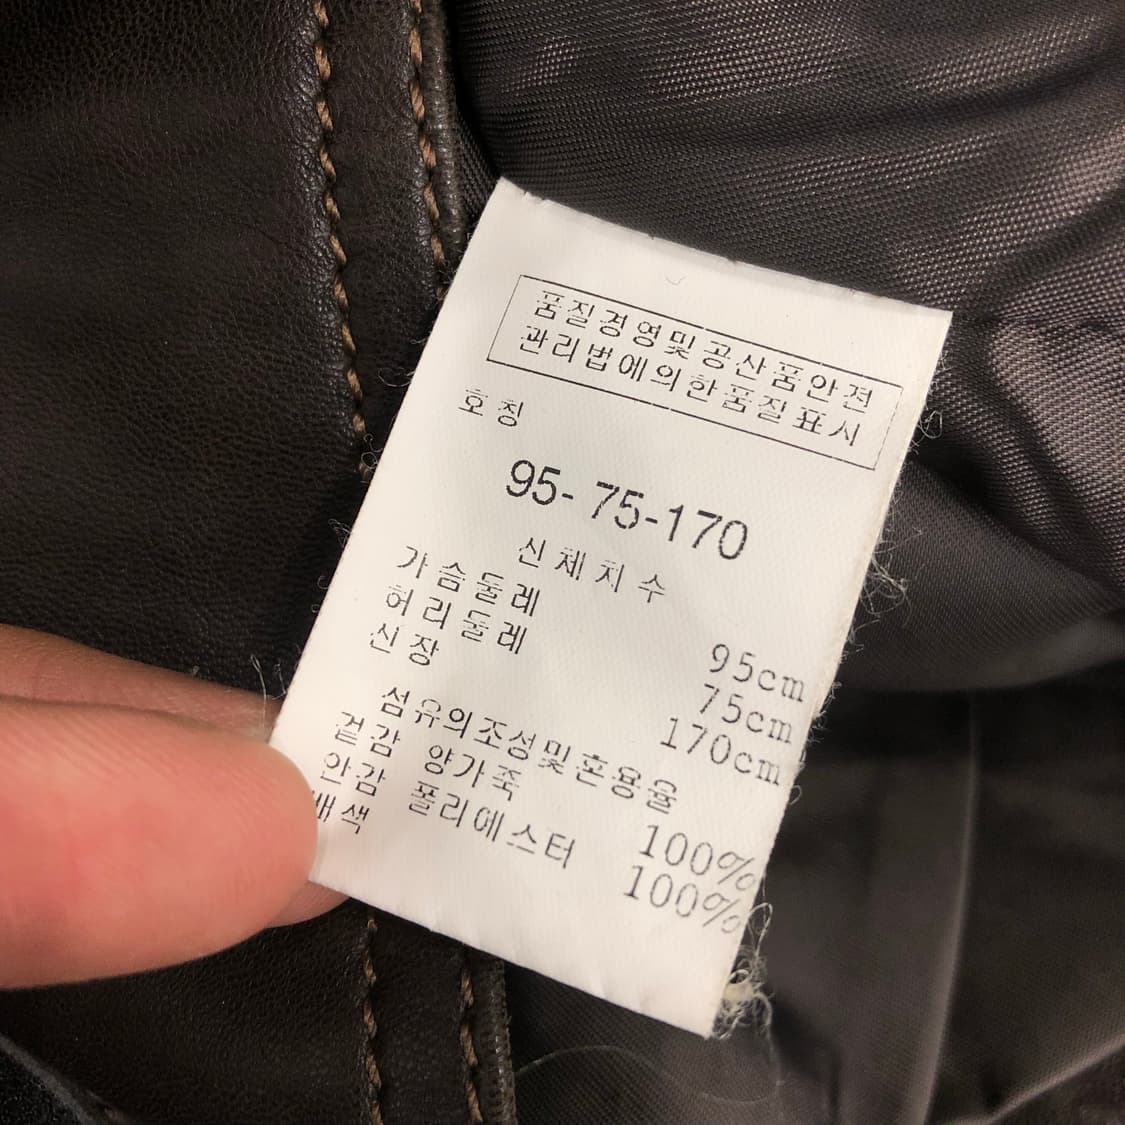 품질경영및공산품안전
관리법에의한품질표시
호칭
95- 75-170
신체치수
가슴둘레 95cm
허리둘레 75cm
신장 170cm
섬유의조성및혼용율
겉감 양가죽 100%
안감 폴리에스터 100%
배색